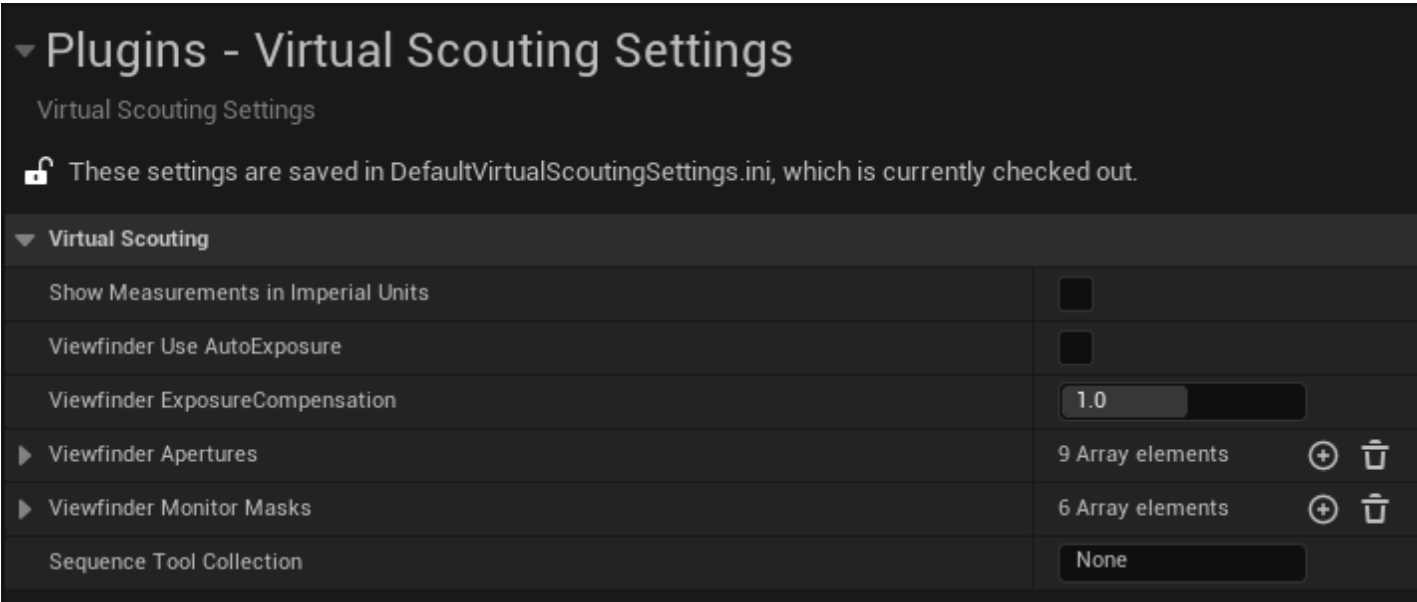 Plugins - Virtual Scouting Settings
Virtual Scouting Settings
These settings are saved in DefaultVirtualScoutingSettings.ini, which is currently checked out.
Virtual Scouting
Show Measurements in Imperial Units
Viewfinder Use AutoExposure
Viewfinder ExposureCompensation 1.0
Viewfinder Apertures 9 Array elements
Viewfinder Monitor Masks 6 Array elements
Sequence Tool Collection None